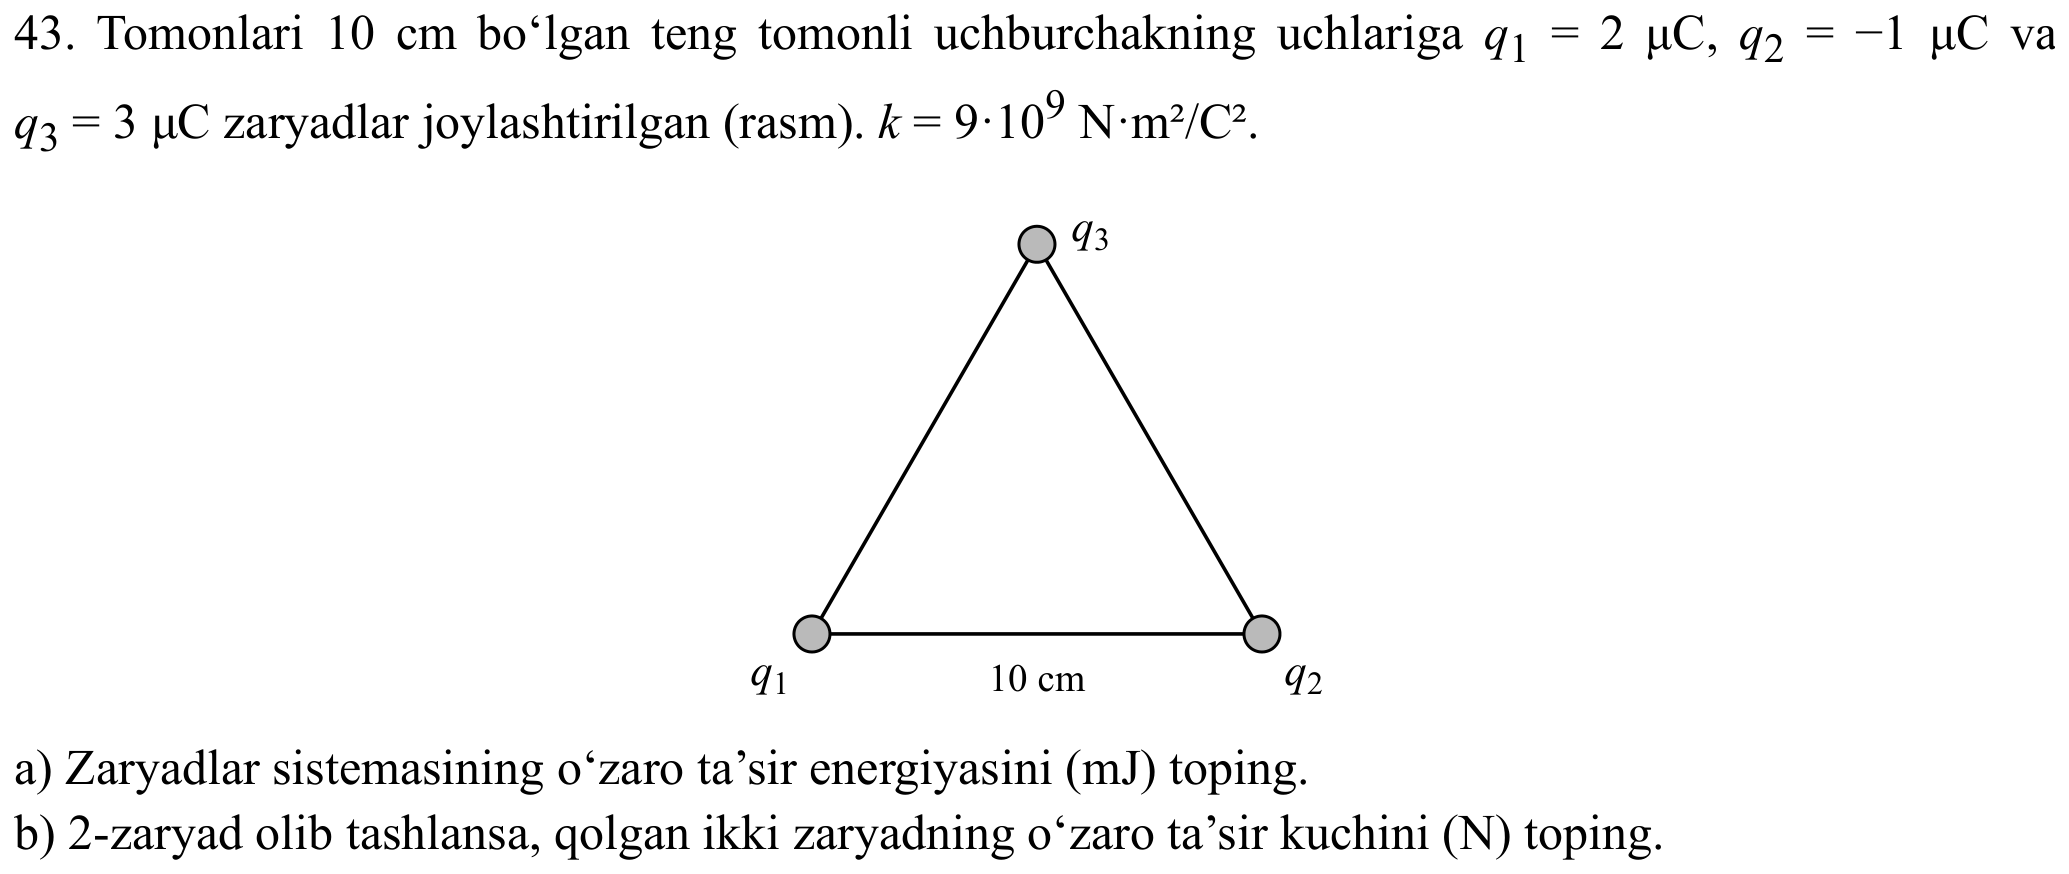 43. Tomonlari 10 cm bo‘lgan teng tomonli uchburchakning uchlariga q₁ = 2 μC, q₂ = −1 μC va
q₃ = 3 μC zaryadlar joylashtirilgan (rasm). k = 9·10⁹ N·m²/C².
q₃
q₁ 10 cm q₂
a) Zaryadlar sistemasining o‘zaro ta’sir energiyasini (mJ) toping.
b) 2-zaryad olib tashlansa, qolgan ikki zaryadning o‘zaro ta’sir kuchini (N) toping.